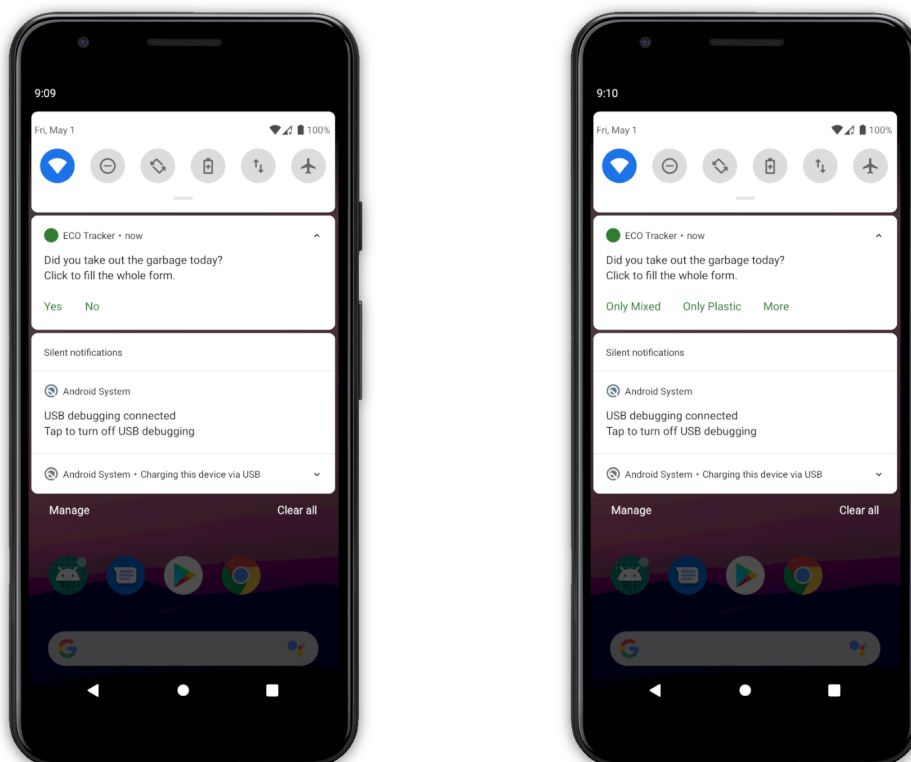 9:09
Fri, May 1
100%
ECO Tracker • now
Did you take out the garbage today?
Click to fill the whole form.
Yes No
Silent notifications
Android System
USB debugging connected
Tap to turn off USB debugging
Android System • Charging this device via USB
Manage Clear all
9:10
Fri, May 1
100%
ECO Tracker • now
Did you take out the garbage today?
Click to fill the whole form.
Only Mixed Only Plastic More
Silent notifications
Android System
USB debugging connected
Tap to turn off USB debugging
Android System • Charging this device via USB
Manage Clear all